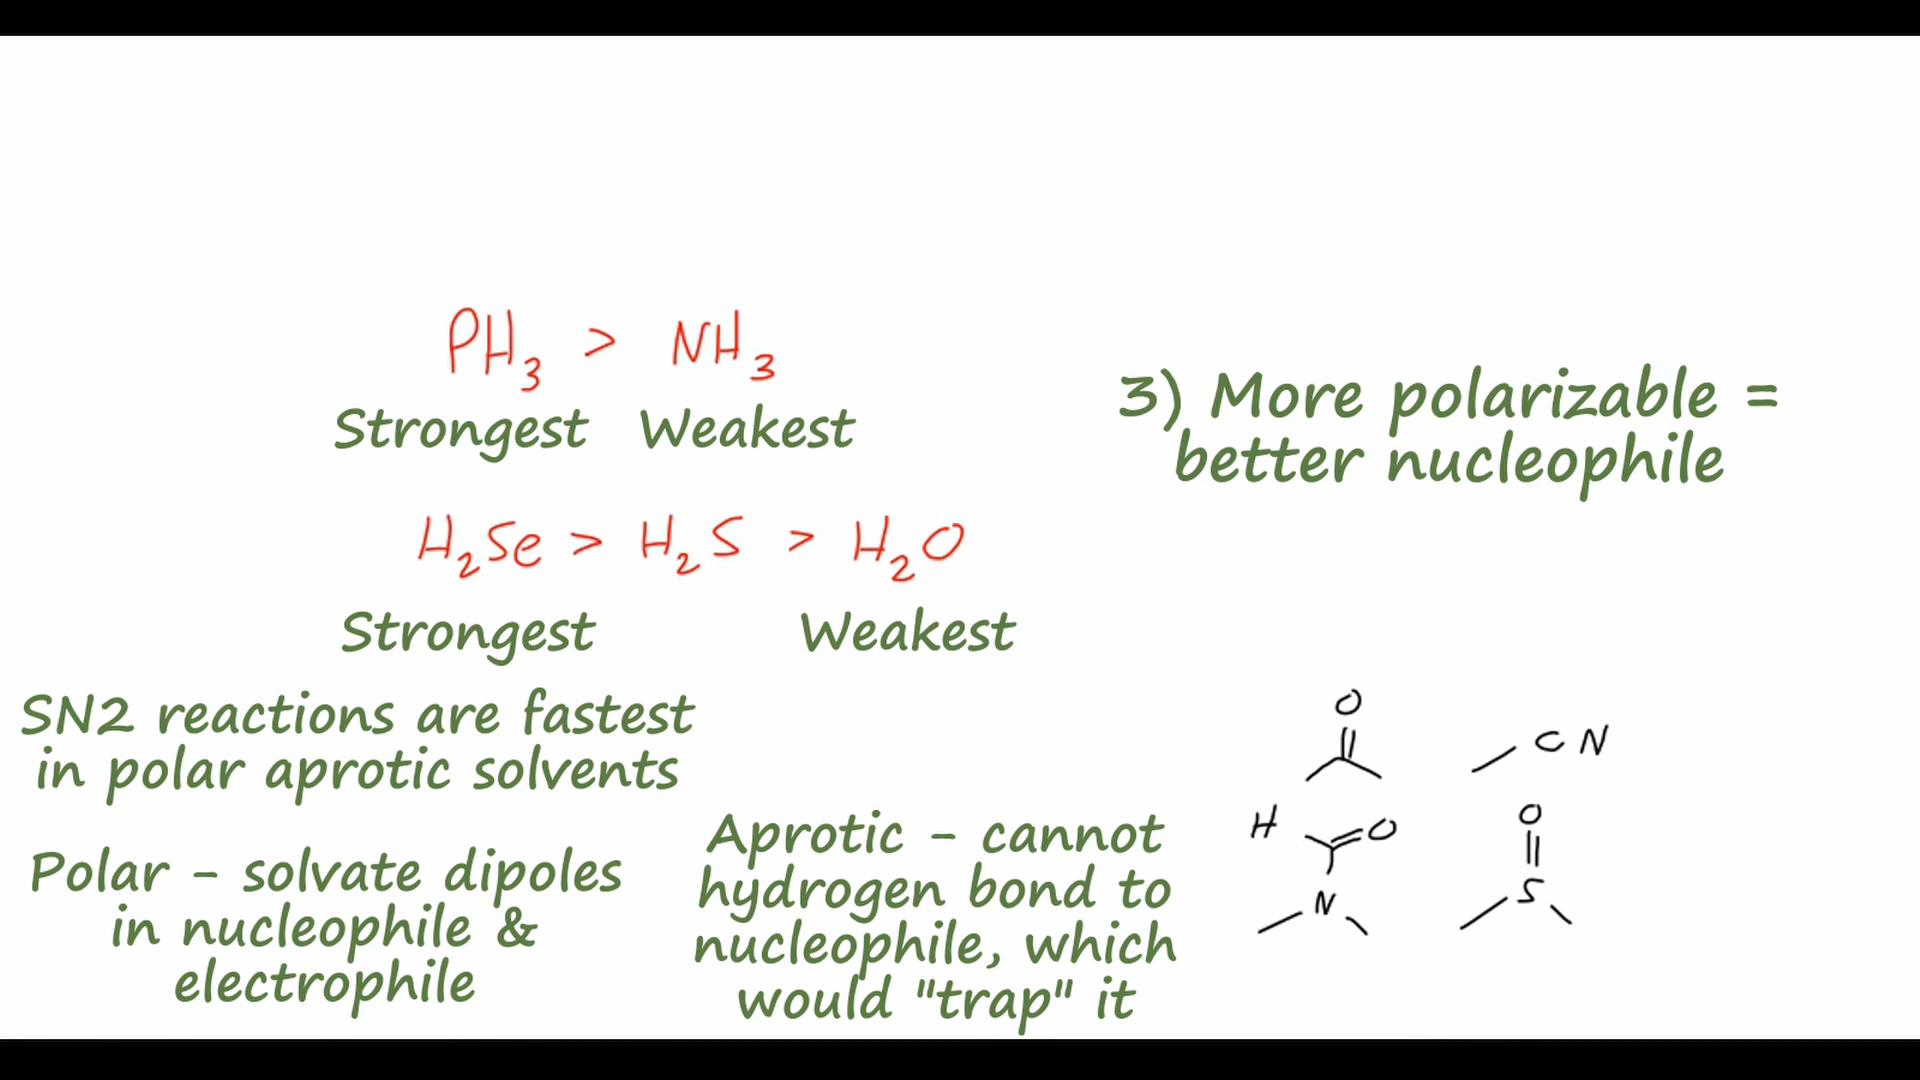 PH3 > NH3
Strongest Weakest
3) More polarizable =
better nucleophile
H2Se > H2S > H2O
Strongest Weakest
SN2 reactions are fastest
in polar aprotic solvents
Polar - solvate dipoles
in nucleophile &
electrophile
Aprotic - cannot
hydrogen bond to
nucleophile, which
would "trap" it
O
CN
H O
N
O
S